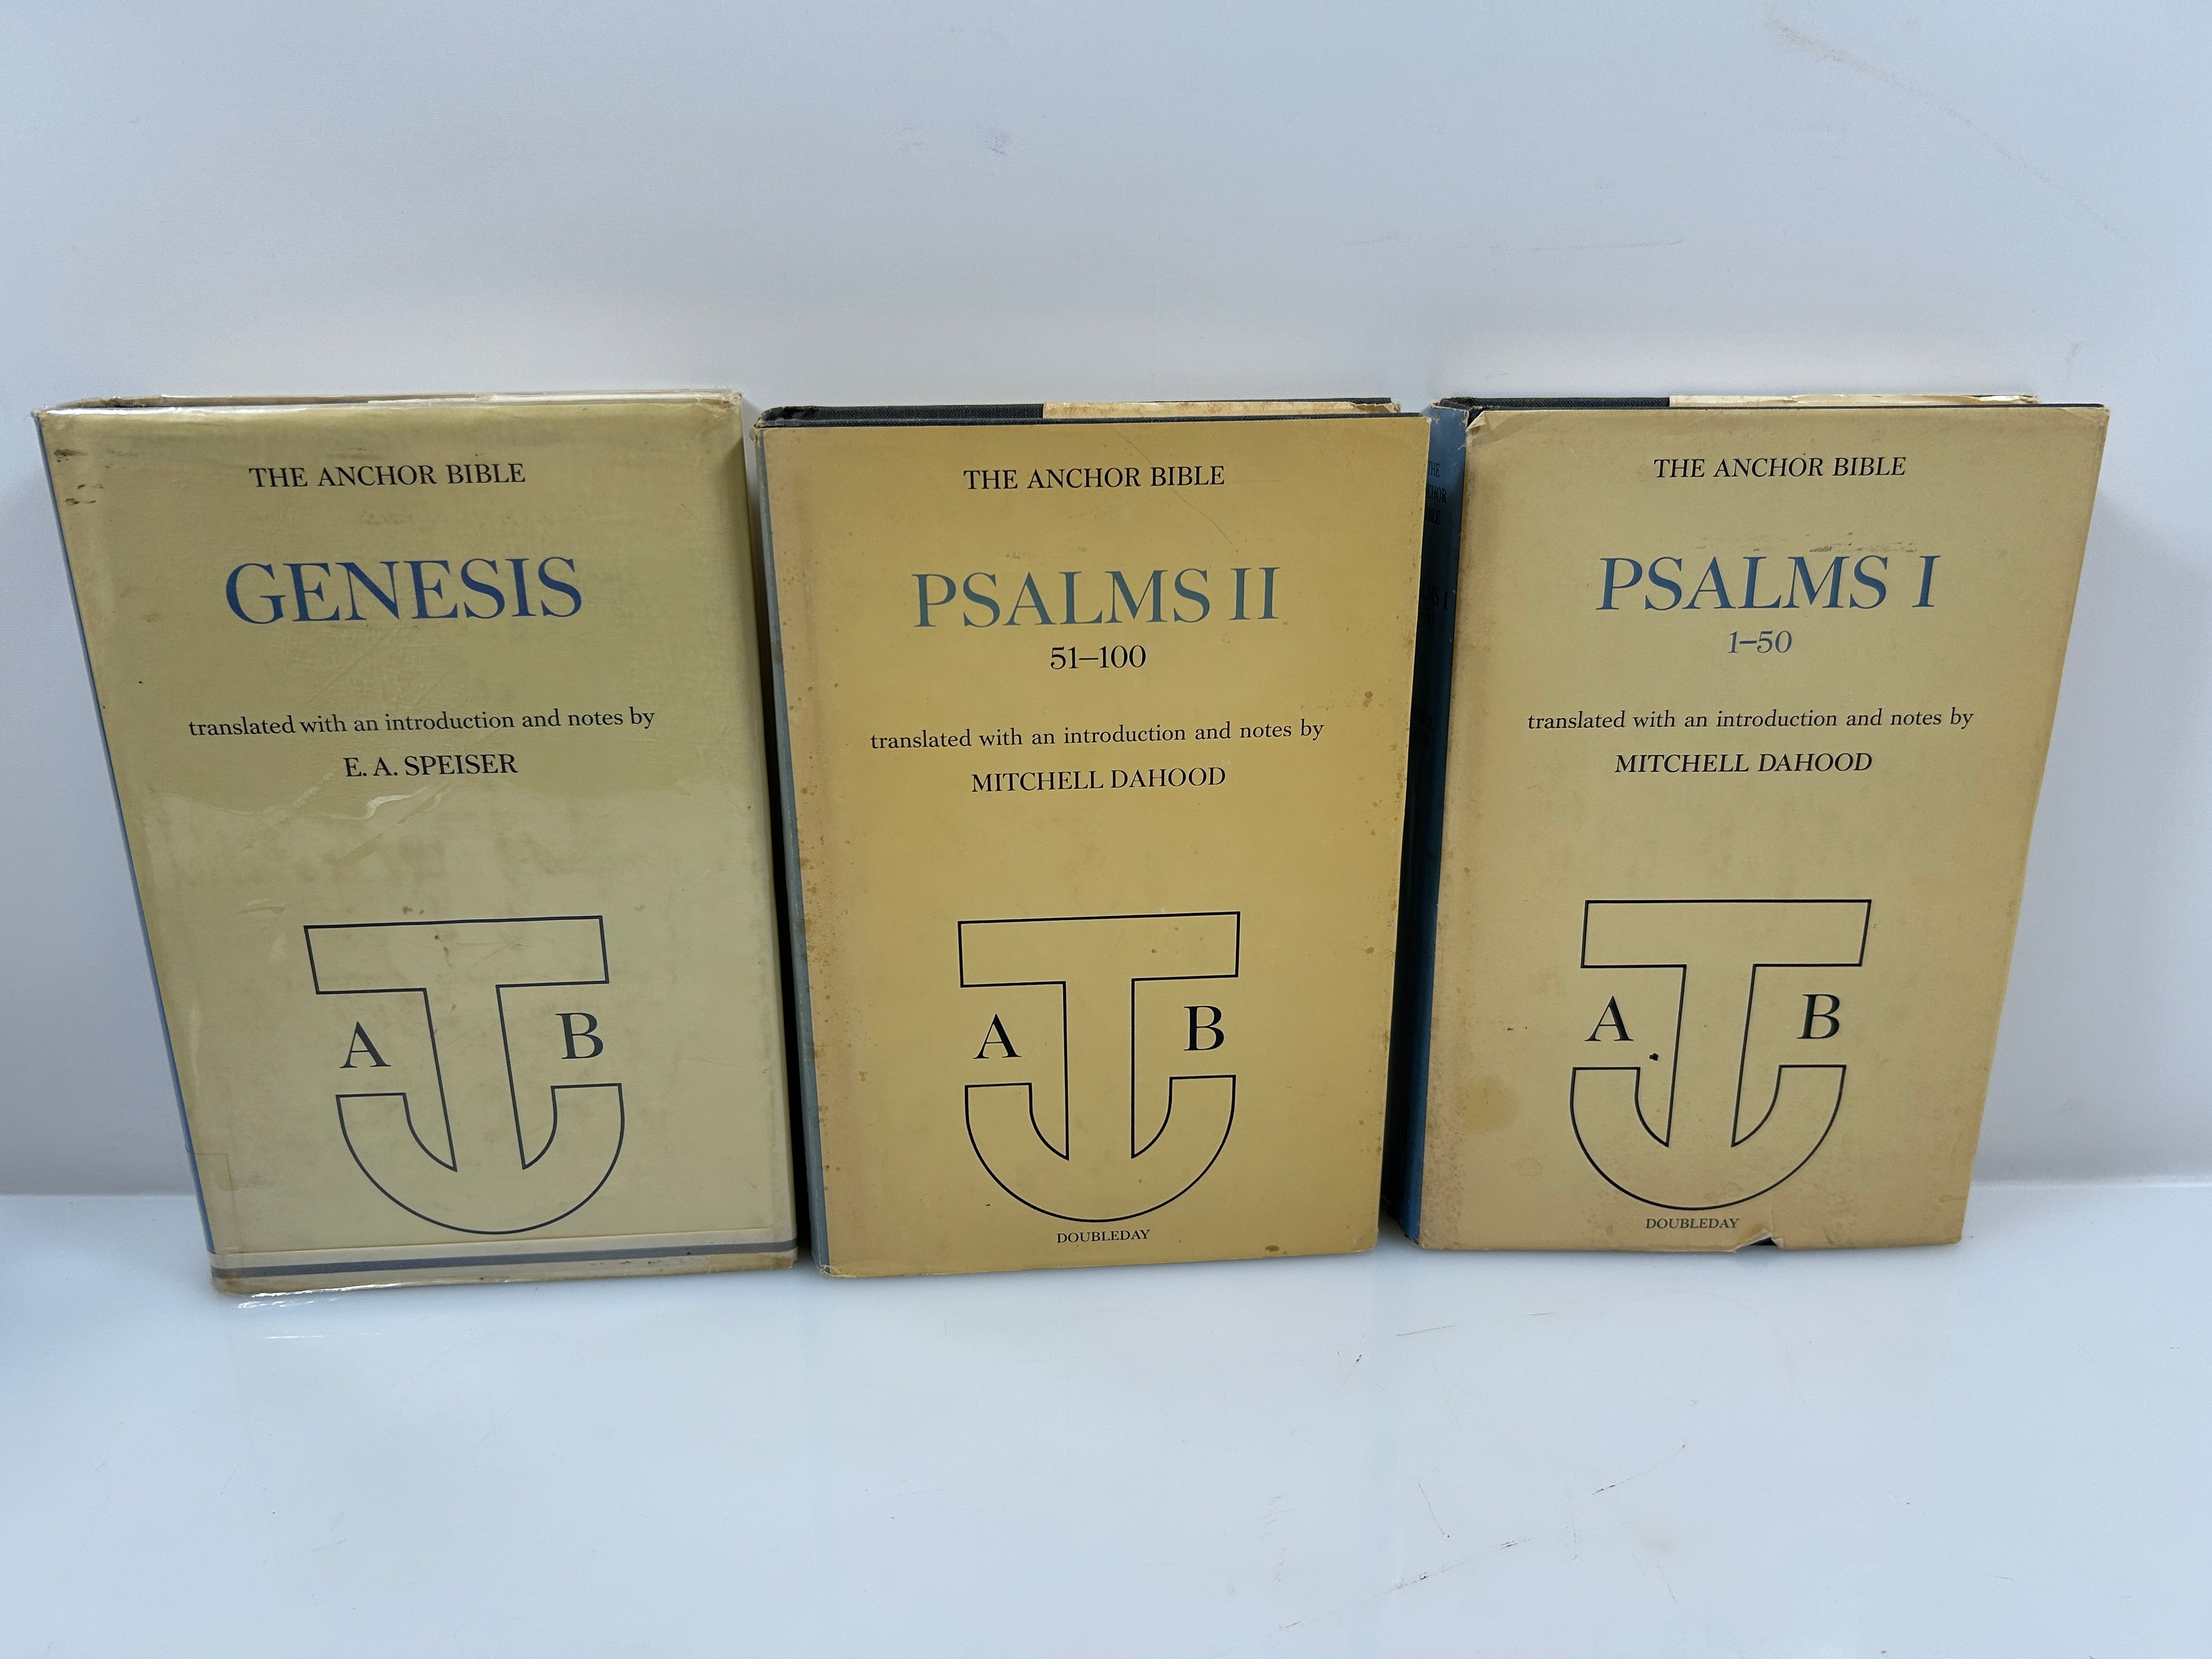 THE ANCHOR BIBLE
GENESIS
translated with an introduction and notes by
E. A. SPEISER
A B
THE ANCHOR BIBLE
PSALMS II
51–100
translated with an introduction and notes by
MITCHELL DAHOOD
A B
DOUBLEDAY
THE ANCHOR BIBLE
PSALMS I
1–50
translated with an introduction and notes by
MITCHELL DAHOOD
A B
DOUBLEDAY